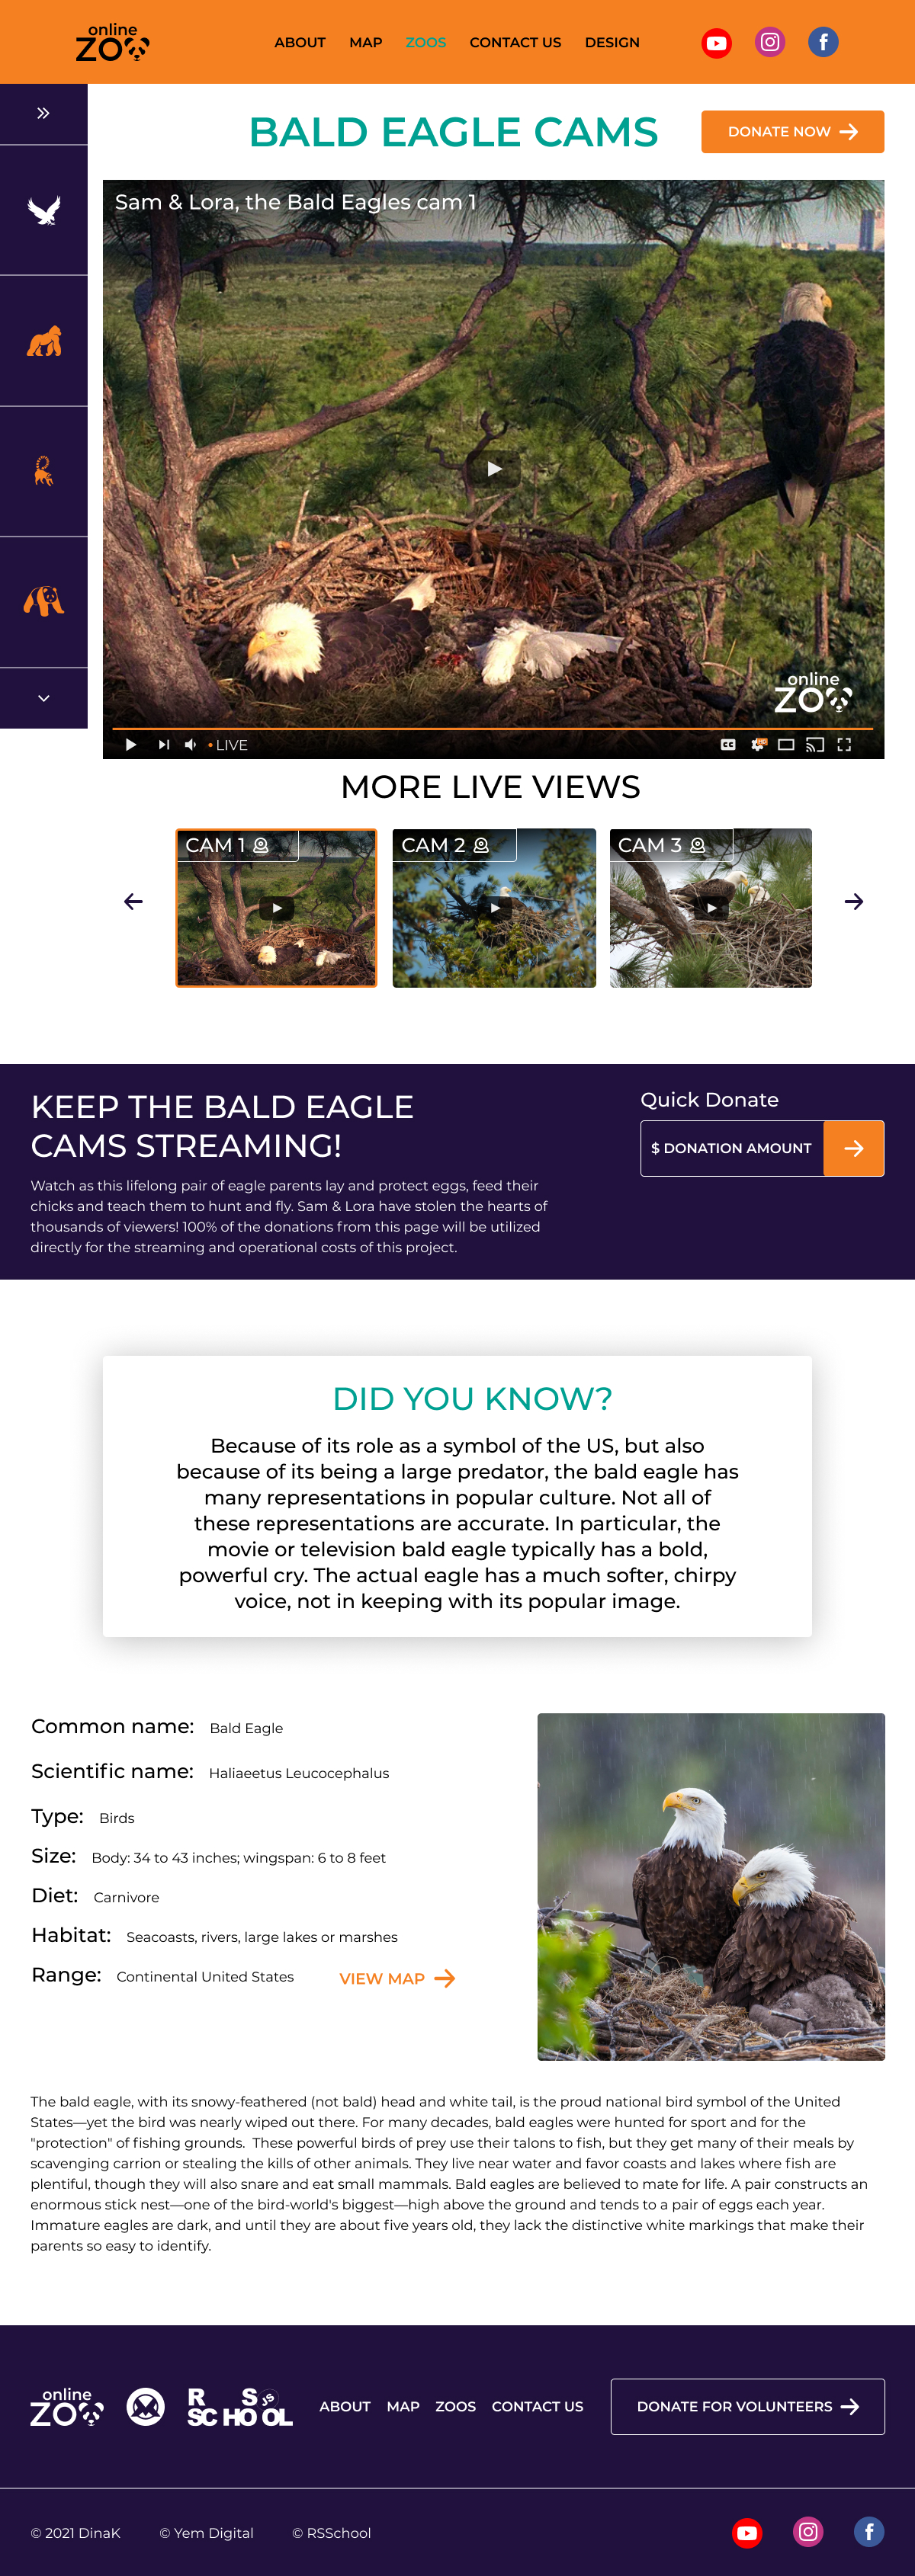 online
ZOO
ABOUT MAP ZOOS CONTACT US DESIGN
BALD EAGLE CAMS
DONATE NOW
Sam & Lora, the Bald Eagles cam 1
online
ZOO
LIVE
CC
HD
MORE LIVE VIEWS
CAM 1
CAM 2
CAM 3
KEEP THE BALD EAGLE
CAMS STREAMING!
Watch as this lifelong pair of eagle parents lay and protect eggs, feed their
chicks and teach them to hunt and fly. Sam & Lora have stolen the hearts of
thousands of viewers! 100% of the donations from this page will be utilized
directly for the streaming and operational costs of this project.
Quick Donate
$ DONATION AMOUNT
DID YOU KNOW?
Because of its role as a symbol of the US, but also
because of its being a large predator, the bald eagle has
many representations in popular culture. Not all of
these representations are accurate. In particular, the
movie or television bald eagle typically has a bold,
powerful cry. The actual eagle has a much softer, chirpy
voice, not in keeping with its popular image.
Common name: Bald Eagle
Scientific name: Haliaeetus Leucocephalus
Type: Birds
Size: Body: 34 to 43 inches; wingspan: 6 to 8 feet
Diet: Carnivore
Habitat: Seacoasts, rivers, large lakes or marshes
Range: Continental United States
VIEW MAP
The bald eagle, with its snowy-feathered (not bald) head and white tail, is the proud national bird symbol of the United
States—yet the bird was nearly wiped out there. For many decades, bald eagles were hunted for sport and for the
"protection" of fishing grounds.  These powerful birds of prey use their talons to fish, but they get many of their meals by
scavenging carrion or stealing the kills of other animals. They live near water and favor coasts and lakes where fish are
plentiful, though they will also snare and eat small mammals. Bald eagles are believed to mate for life. A pair constructs an
enormous stick nest—one of the bird-world's biggest—high above the ground and tends to a pair of eggs each year.
Immature eagles are dark, and until they are about five years old, they lack the distinctive white markings that make their
parents so easy to identify.
online
ZOO
RS JS
SCHOOL
ABOUT MAP ZOOS CONTACT US
DONATE FOR VOLUNTEERS
© 2021 DinaK © Yem Digital © RSSchool